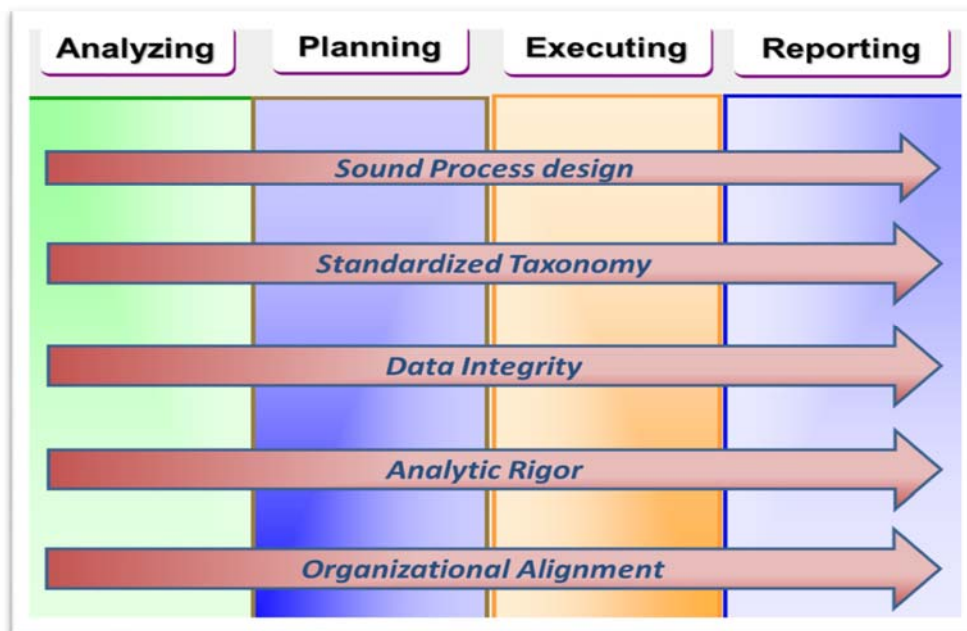 Analyzing
Planning
Executing
Reporting
Sound Process design
Standardized Taxonomy
Data Integrity
Analytic Rigor
Organizational Alignment